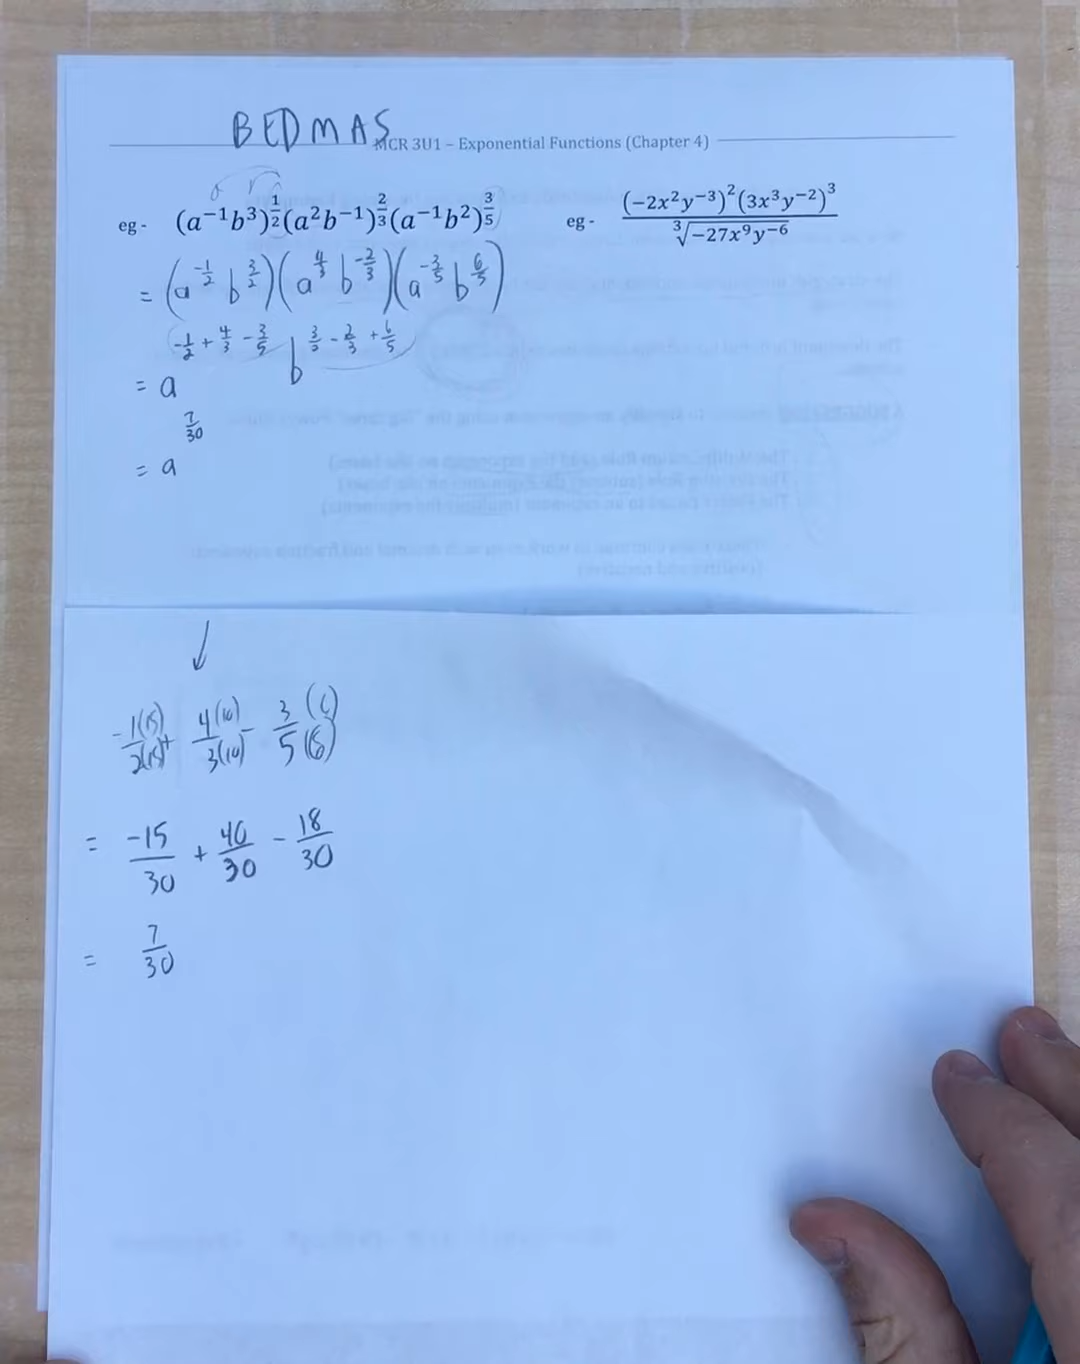 BEDMAS
MCR 3U1 – Exponential Functions (Chapter 4)
eg - (a⁻¹b³)^(1/2) (a²b⁻¹)^(2/3) (a⁻¹b²)^(3/5)
eg - (−2x²y⁻³)²(3x³y⁻²)³ / ∛(−27x⁹y⁻⁶)
= (a^(-1/2) b^(3/2)) (a^(4/3) b^(-2/3)) (a^(-3/5) b^(6/5))
= a^(-1/2 + 4/3 - 3/5) b^(3/2 - 2/3 + 6/5)
= a^(7/30)
↓
-1(15)/2(15) + 4(10)/3(10) - 3(6)/5(6)
= -15/30 + 40/30 - 18/30
= 7/30